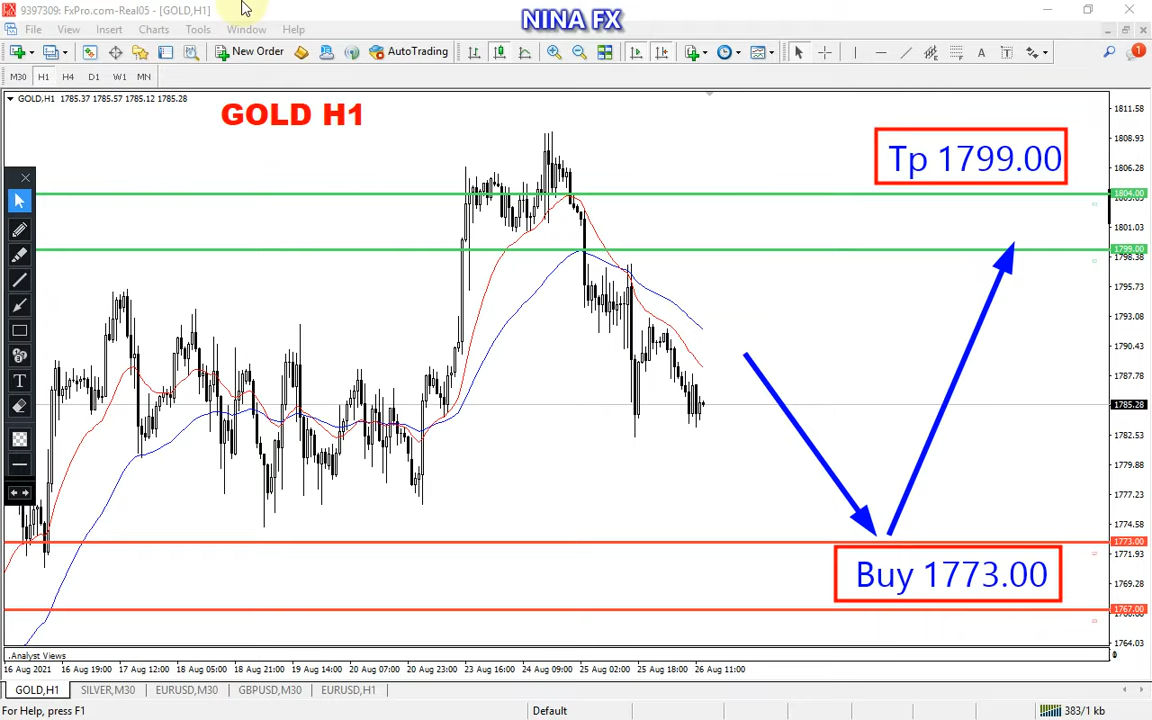 9397309: FxPro.com-Real05 - [GOLD,H1]
NINA FX
File View Insert Charts Tools Window Help
New Order AutoTrading
1
M30 H1 H4 D1 W1 MN
GOLD,H1 1785.37 1785.57 1785.12 1785.28
GOLD H1
Tp 1799.00
Buy 1773.00
1811.58
1808.93
1806.28
1804.00
1801.03
1799.00
1798.38
1795.73
1793.08
1790.43
1787.78
1785.28
1782.53
1779.88
1777.23
1774.58
1773.00
1771.93
1769.28
1767.00
1764.03
Analyst Views
16 Aug 2021 16 Aug 19:00 17 Aug 12:00 18 Aug 05:00 18 Aug 21:00 19 Aug 14:00 20 Aug 07:00 20 Aug 23:00 23 Aug 16:00 24 Aug 09:00 25 Aug 02:00 25 Aug 18:00 26 Aug 11:00
GOLD,H1 SILVER,M30 EURUSD,M30 GBPUSD,M30 EURUSD,H1
For Help, press F1 Default 383/1 kb